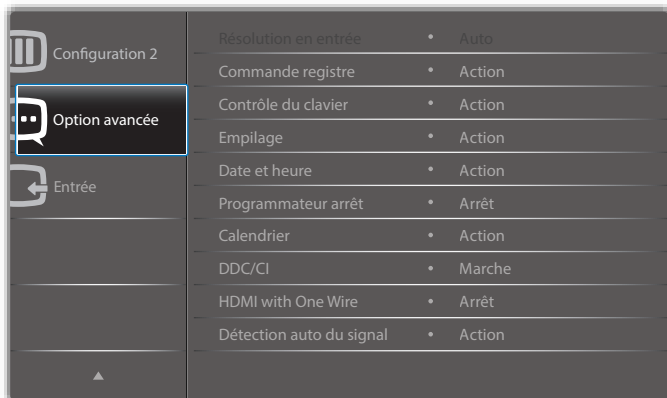 Configuration 2
Option avancée
Entrée
Résolution en entrée • Auto
Commande registre • Action
Contrôle du clavier • Action
Empilage • Action
Date et heure • Action
Programmateur arrêt • Arrêt
Calendrier • Action
DDC/CI • Marche
HDMI with One Wire • Arrêt
Détection auto du signal • Action